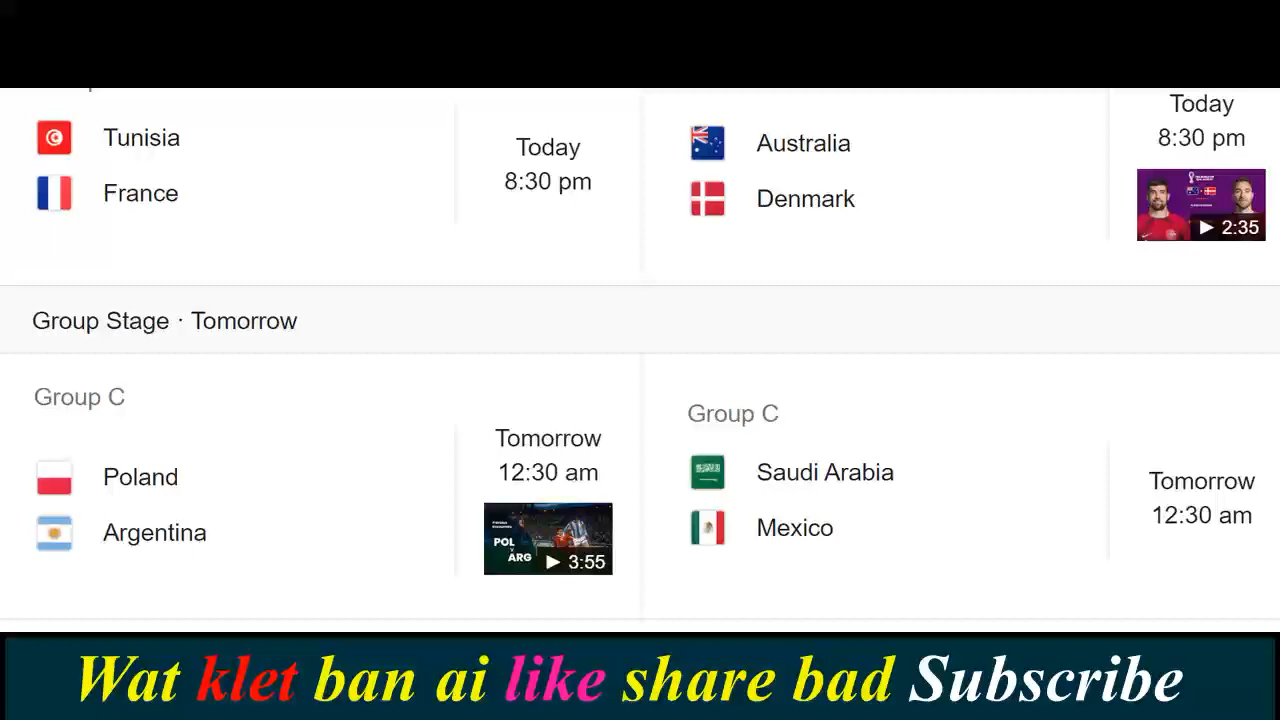 Tunisia
France
Today
8:30 pm
Australia
Denmark
Today
8:30 pm
2:35
Group Stage · Tomorrow
Group C
Poland
Argentina
Tomorrow
12:30 am
POL
v
ARG
3:55
Group C
Saudi Arabia
Mexico
Tomorrow
12:30 am
Wat klet ban ai like share bad Subscribe